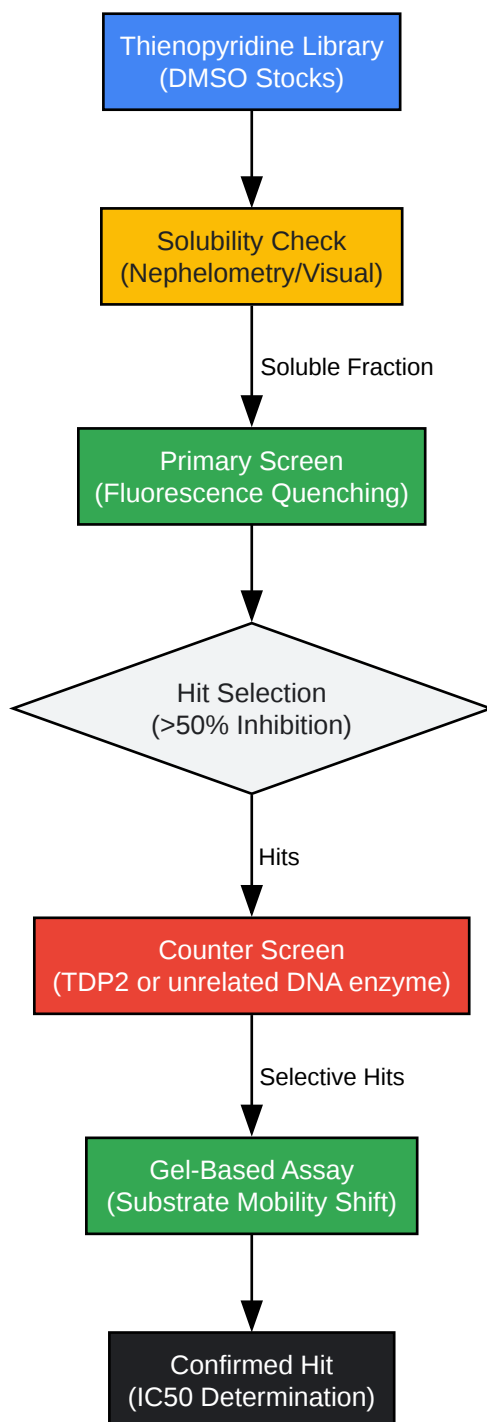 Thienopyridine Library
(DMSO Stocks)
Solubility Check
(Nephelometry/Visual)
Soluble Fraction
Primary Screen
(Fluorescence Quenching)
Hit Selection
(>50% Inhibition)
Hits
Counter Screen
(TDP2 or unrelated DNA enzyme)
Selective Hits
Gel-Based Assay
(Substrate Mobility Shift)
Confirmed Hit
(IC50 Determination)